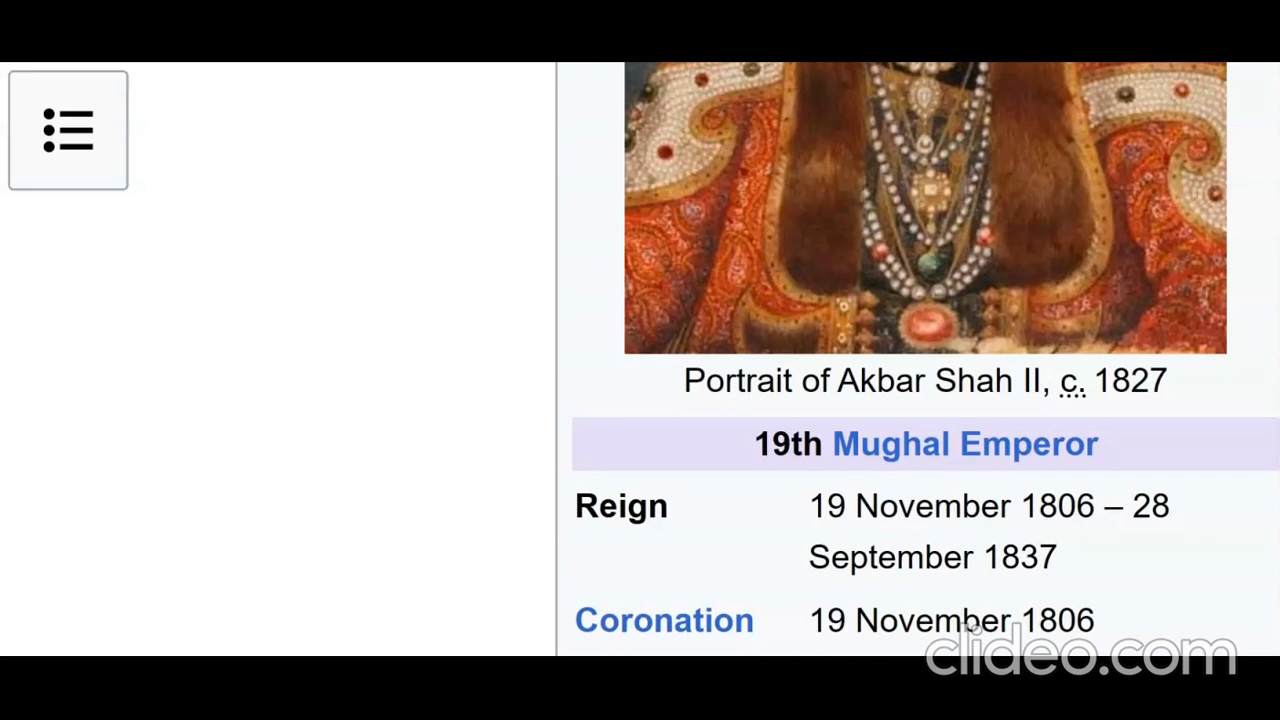 Portrait of Akbar Shah II, c. 1827
19th Mughal Emperor
Reign 19 November 1806 – 28
September 1837
Coronation 19 November 1806
clideo.com